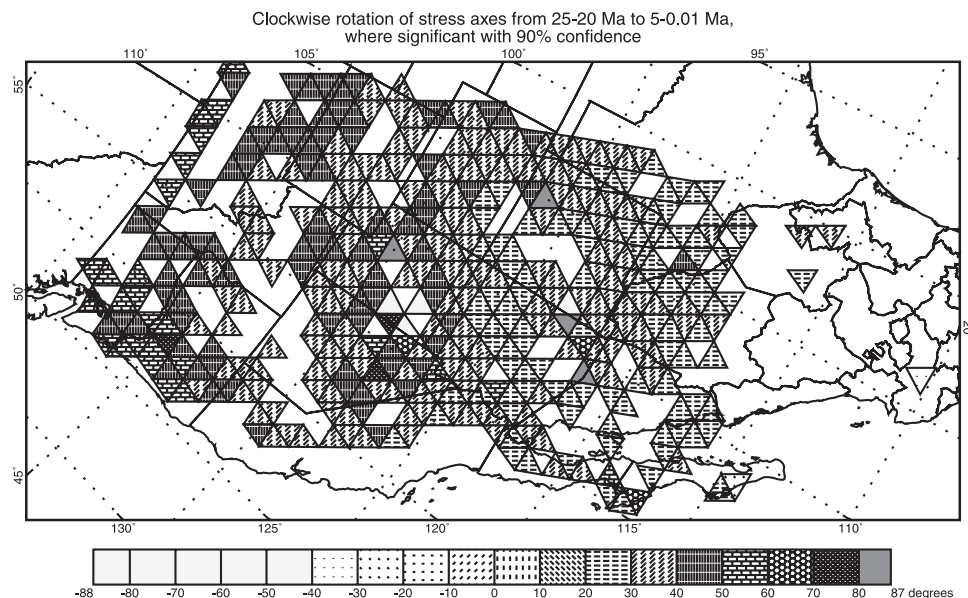 Clockwise rotation of stress axes from 25-20 Ma to 5-0.01 Ma,
where significant with 90% confidence
110° 105° 100° 95°
55°
50°
45°
130° 125° 120° 115° 110°
-88 -80 -70 -60 -50 -40 -30 -20 -10 0 10 20 30 40 50 60 70 80 87 degrees